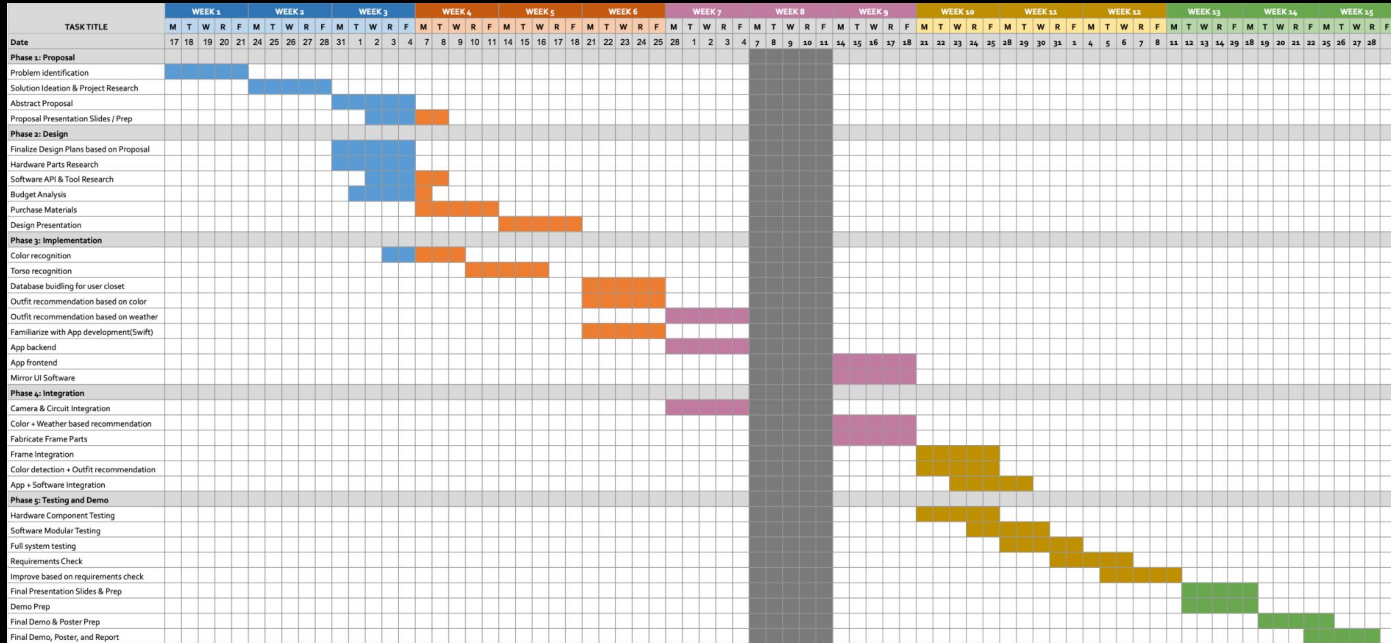 WEEK 1 WEEK 2 WEEK 3 WEEK 4 WEEK 5 WEEK 6 WEEK 7 WEEK 8 WEEK 9 WEEK 10 WEEK 11 WEEK 12 WEEK 13 WEEK 14 WEEK 15
TASK TITLE M T W R F M T W R F M T W R F M T W R F M T W R F M T W R F M T W R F M T W R F M T W R F M T W R F M T W R F M T W R F M T W R F M T W R F M T W R F
Date 17 18 19 20 21 24 25 26 27 28 31 1 2 3 4 7 8 9 10 11 14 15 16 17 18 21 22 23 24 25 28 1 2 3 4 7 8 9 10 11 14 15 16 17 18 21 22 23 24 25 28 29 30 31 1 4 5 6 7 8 11 12 13 14 29 18 19 20 21 22 25 26 27 28
Phase 1: Proposal
Problem identification
Solution Ideation & Project Research
Abstract Proposal
Proposal Presentation Slides / Prep
Phase 2: Design
Finalize Design Plans based on Proposal
Hardware Parts Research
Software API & Tool Research
Budget Analysis
Purchase Materials
Design Presentation
Phase 3: Implementation
Color recognition
Torso recognition
Database buidling for user closet
Outfit recommendation based on color
Outfit recommendation based on weather
Familiarize with App development(Swift)
App backend
App frontend
Mirror UI Software
Phase 4: Integration
Camera & Circuit Integration
Color + Weather based recommendation
Fabricate Frame Parts
Frame Integration
Color detection + Outfit recommendation
App + Software Integration
Phase 5: Testing and Demo
Hardware Component Testing
Software Modular Testing
Full system testing
Requirements Check
Improve based on requirements check
Final Presentation Slides & Prep
Demo Prep
Final Demo & Poster Prep
Final Demo, Poster, and Report